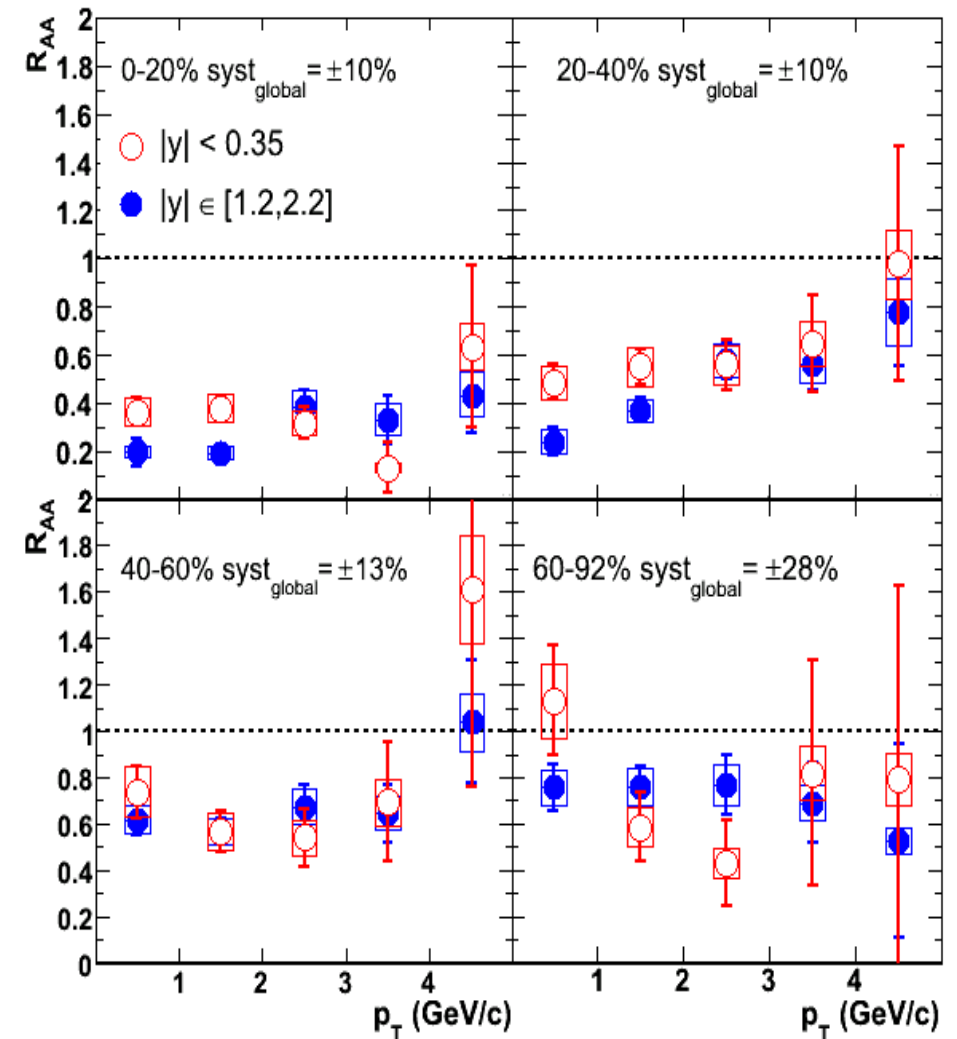 R_AA
2
1.8
1.6
1.4
1.2
1
0.8
0.6
0.4
0.2
0
0-20% syst_global = ±10%
|y| < 0.35
|y| ∈ [1.2,2.2]
20-40% syst_global = ±10%
R_AA
2
1.8
1.6
1.4
1.2
1
0.8
0.6
0.4
0.2
0
40-60% syst_global = ±13%
60-92% syst_global = ±28%
1 2 3 4
1 2 3 4
p_T (GeV/c)
p_T (GeV/c)